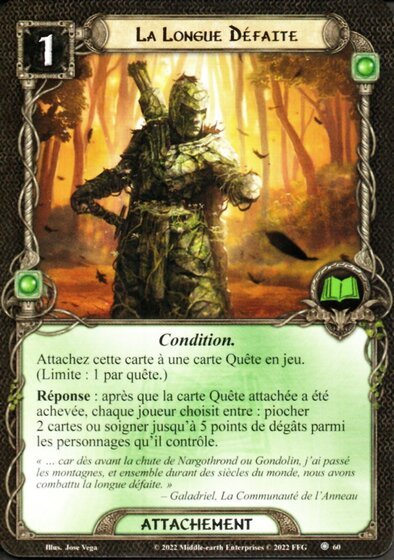 1
La Longue Défaite
Condition.
Attachez cette carte à une carte Quête en jeu.
(Limite : 1 par quête.)
Réponse : après que la carte Quête attachée a été
achevée, chaque joueur choisit entre : piocher
2 cartes ou soigner jusqu'à 5 points de dégâts parmi
les personnages qu'il contrôle.
« ... car dès avant la chute de Nargothrond ou Gondolin, j'ai passé
les montagnes, et ensemble durant des siècles du monde, nous avons
combattu la longue défaite. »
– Galadriel, La Communauté de l'Anneau
Attachement
Illus. Jose Vega
© 2022 Middle-earth Enterprises © 2022 FFG
60